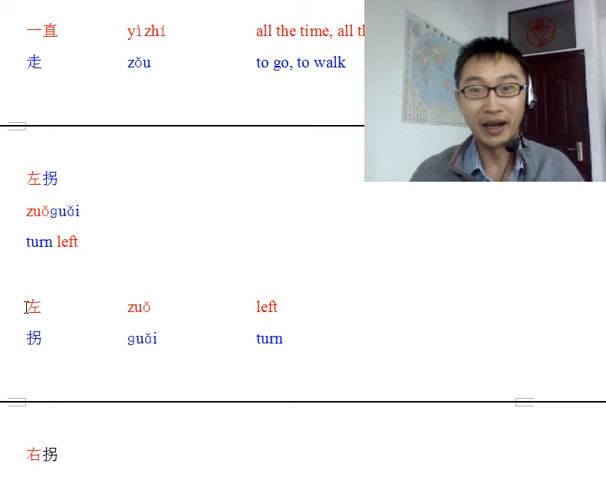 一直 yìzhí all the time, all
走 zǒu to go, to walk
左拐
zuǒguǎi
turn left
左 zuǒ left
拐 guǎi turn
右拐